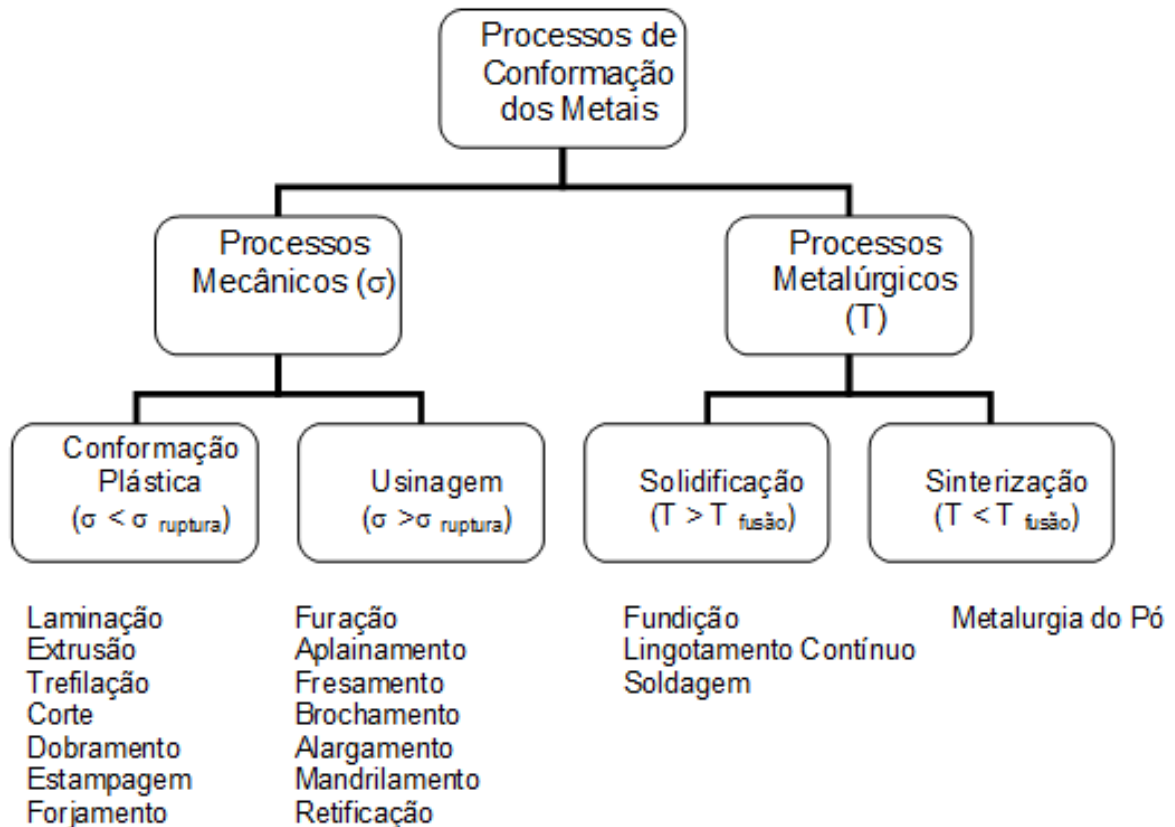 Processos de
Conformação
dos Metais
Processos
Mecânicos (σ)
Processos
Metalúrgicos
(T)
Conformação
Plástica
(σ < σ ruptura)
Usinagem
(σ >σ ruptura)
Solidificação
(T > T fusão)
Sinterização
(T < T fusão)
Laminação
Extrusão
Trefilação
Corte
Dobramento
Estampagem
Forjamento
Furação
Aplainamento
Fresamento
Brochamento
Alargamento
Mandrilamento
Retificação
Fundição
Lingotamento Contínuo
Soldagem
Metalurgia do Pó